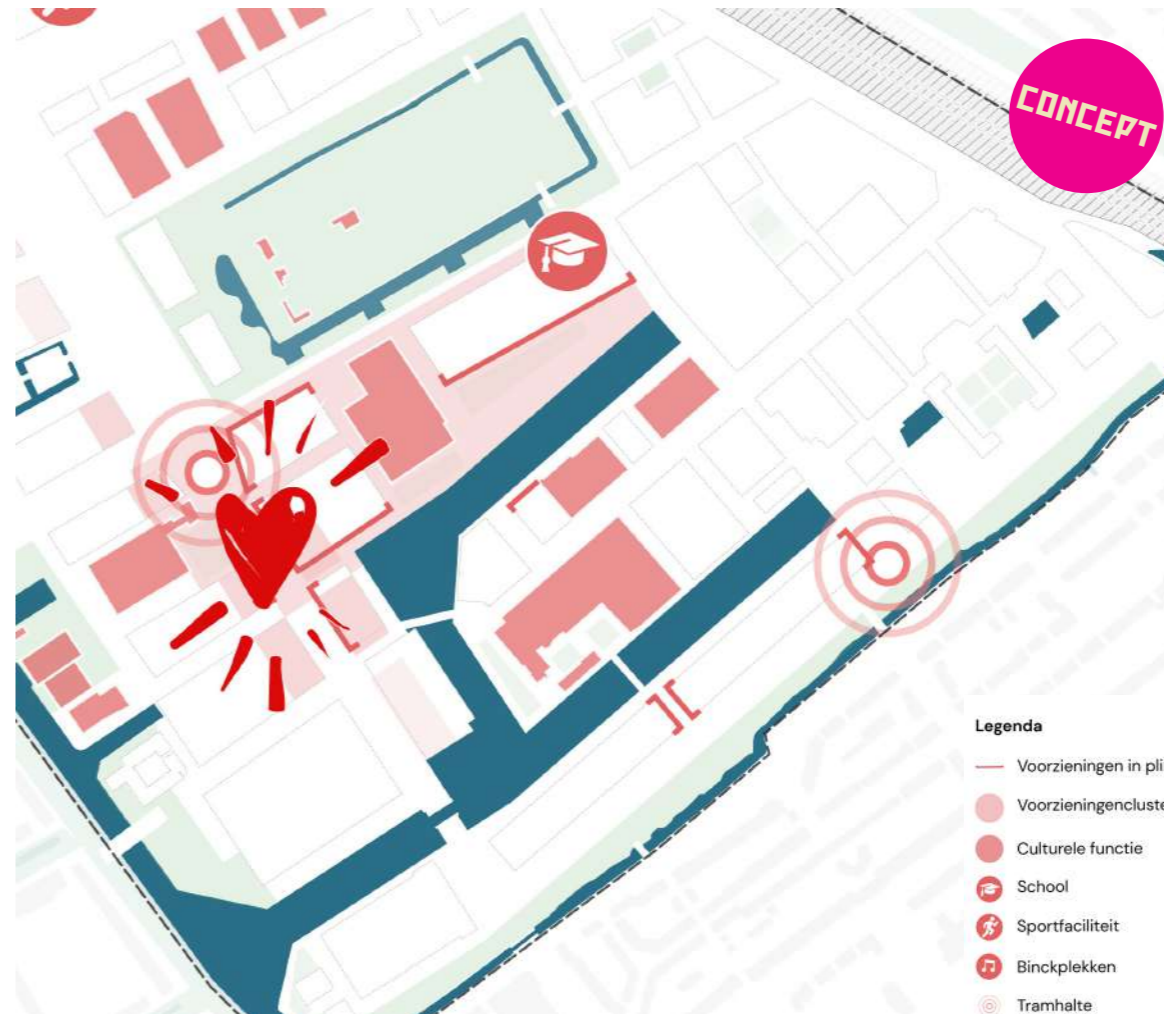 CONCEPT
Legenda
Voorzieningen in pli
Voorzieningencluste
Culturele functie
School
Sportfaciliteit
Binckplekken
Tramhalte